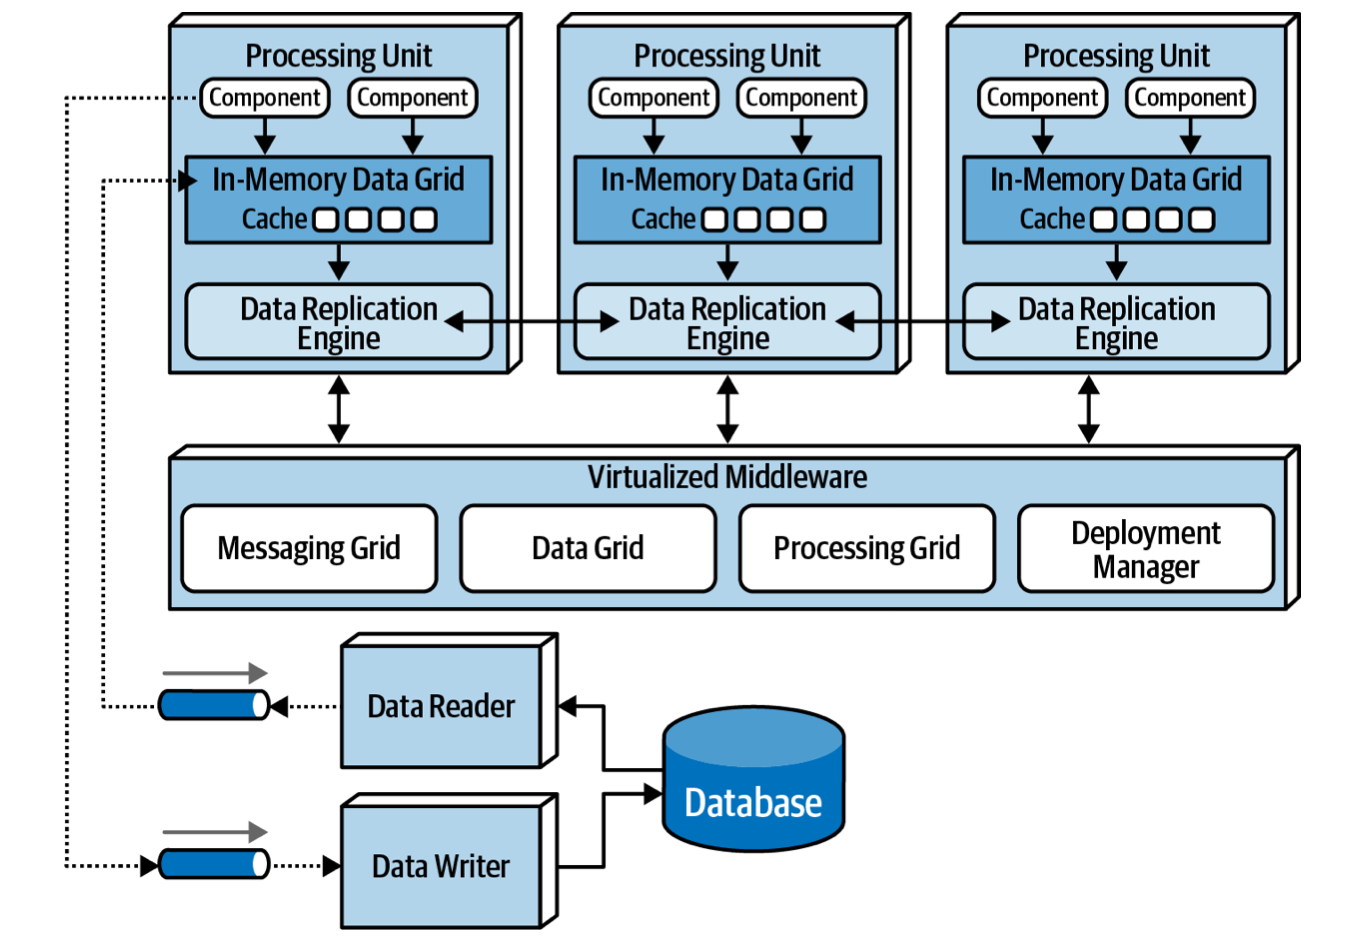 Processing Unit
Component
Component
In-Memory Data Grid
Cache
Data Replication
Engine
Processing Unit
Component
Component
In-Memory Data Grid
Cache
Data Replication
Engine
Processing Unit
Component
Component
In-Memory Data Grid
Cache
Data Replication
Engine
Virtualized Middleware
Messaging Grid
Data Grid
Processing Grid
Deployment
Manager
Data Reader
Database
Data Writer